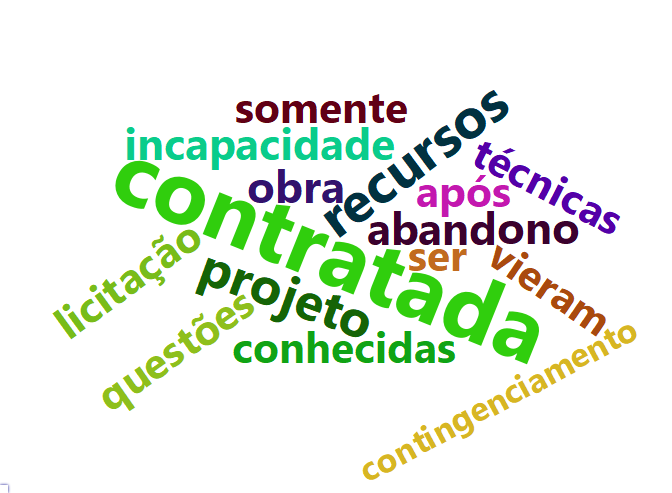 somente
recursos
incapacidade
técnicas
contratada
obra
após
abandono
ser
vieram
licitação
projeto
questões
conhecidas
contingenciamento